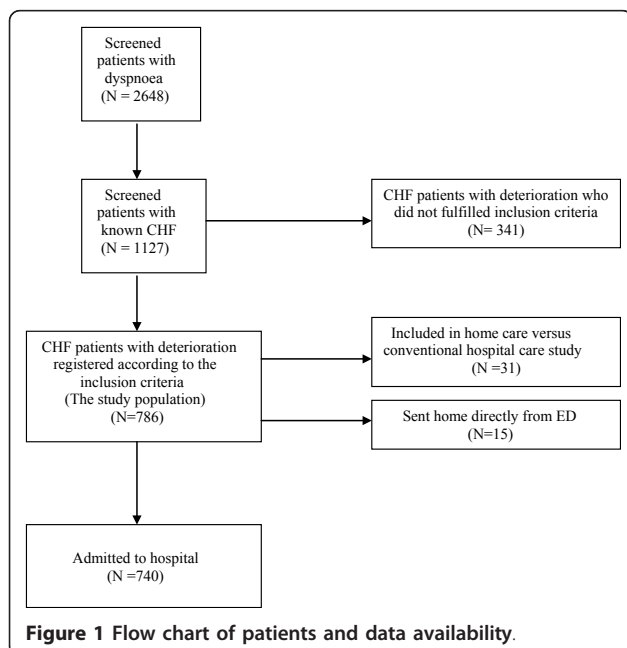 Screened
patients with
dyspnoea
(N = 2648)
Screened
patients with
known CHF
(N = 1127)
CHF patients with deterioration who
did not fulfilled inclusion criteria
(N= 341)
CHF patients with deterioration
registered according to the
inclusion criteria
(The study population)
(N=786)
Included in home care versus
conventional hospital care study
(N =31)
Sent home directly from ED
(N=15)
Admitted to hospital
(N =740)
Figure 1 Flow chart of patients and data availability.